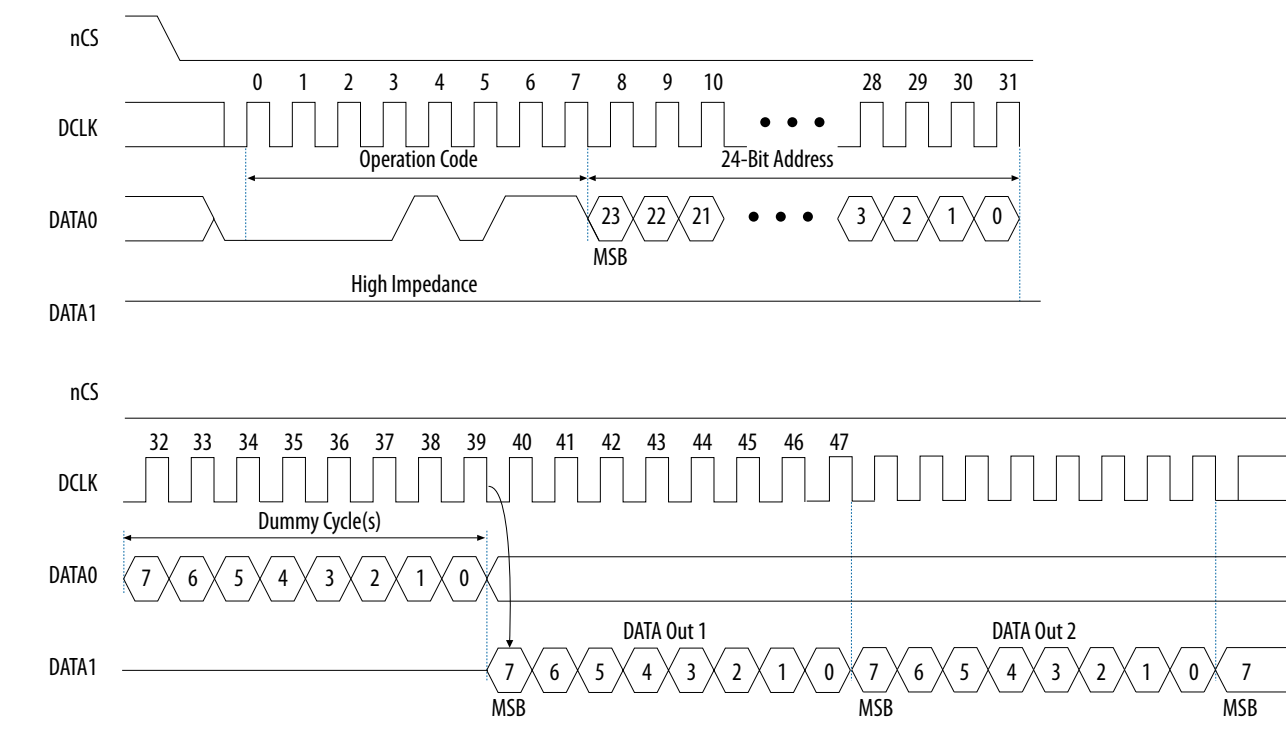 nCS
0 1 2 3 4 5 6 7 8 9 10 28 29 30 31
DCLK
Operation Code 24-Bit Address
DATA0 23 22 21 3 2 1 0
MSB
High Impedance
DATA1
nCS
32 33 34 35 36 37 38 39 40 41 42 43 44 45 46 47
DCLK
Dummy Cycle(s)
DATA0 7 6 5 4 3 2 1 0
DATA Out 1 DATA Out 2
DATA1 7 6 5 4 3 2 1 0 7 6 5 4 3 2 1 0 7
MSB MSB MSB